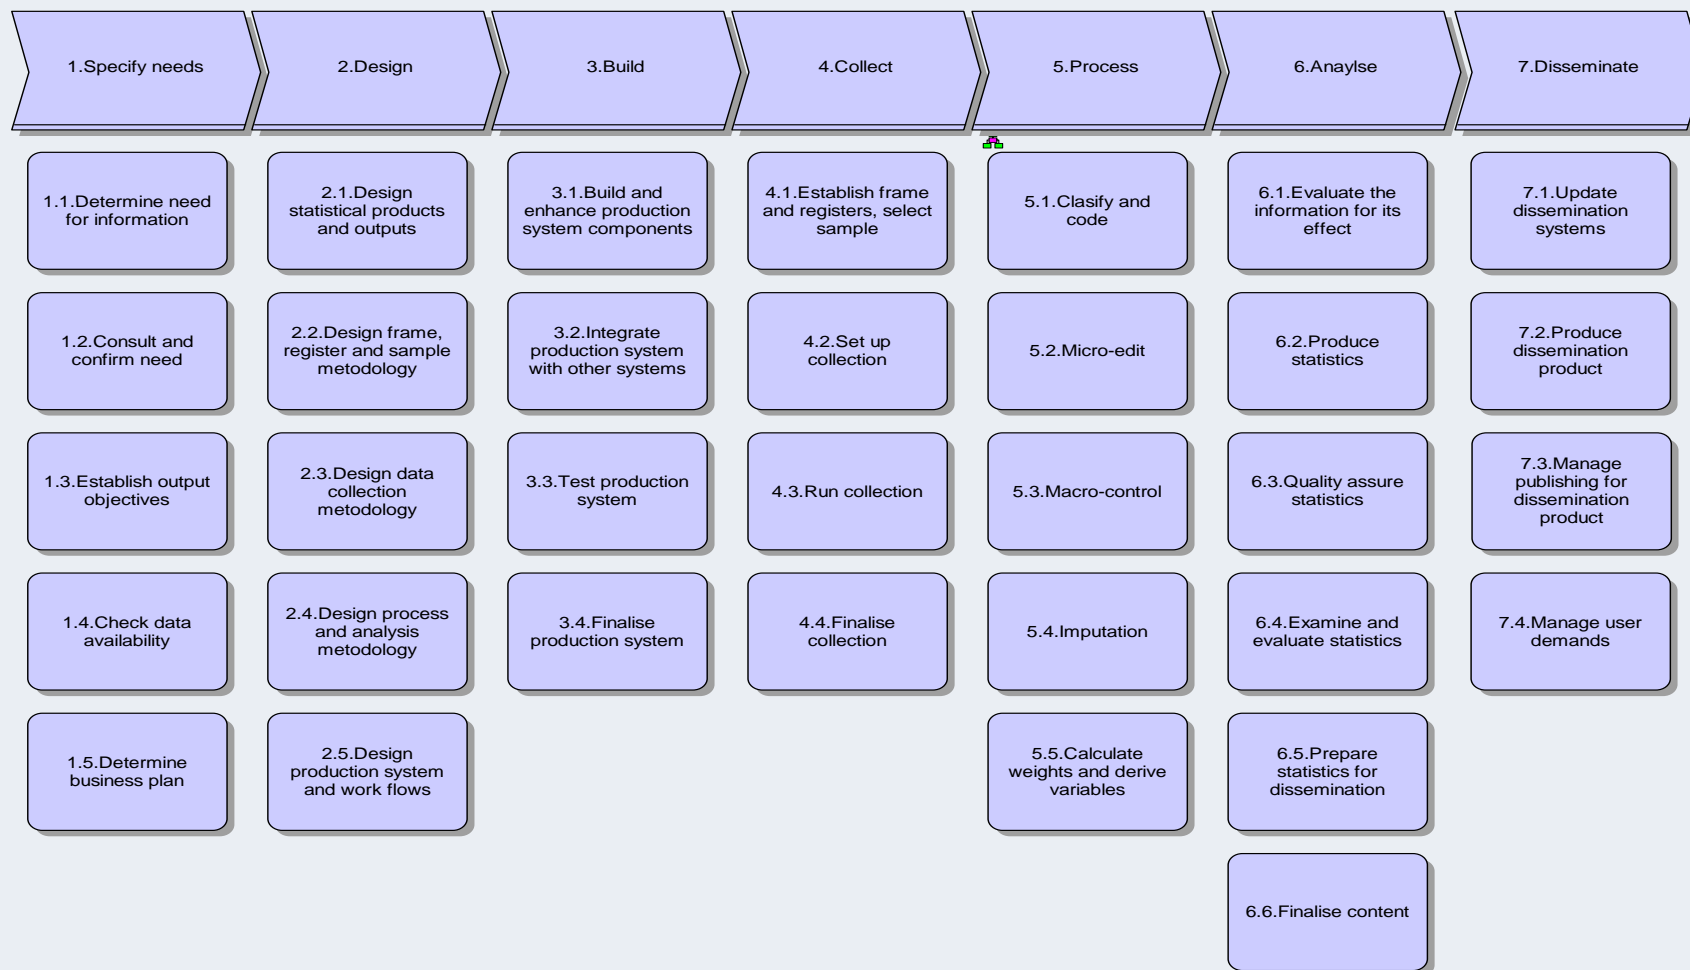 1.Specify needs
2.Design
3.Build
4.Collect
5.Process
6.Anaylse
7.Disseminate
1.1.Determine need
for information
1.2.Consult and
confirm need
1.3.Establish output
objectives
1.4.Check data
availability
1.5.Determine
business plan
2.1.Design
statistical products
and outputs
2.2.Design frame,
register and sample
metodology
2.3.Design data
collection
metodology
2.4.Design process
and analysis
metodology
2.5.Design
production system
and work flows
3.1.Build and
enhance production
system components
3.2.Integrate
production system
with other systems
3.3.Test production
system
3.4.Finalise
production system
4.1.Establish frame
and registers, select
sample
4.2.Set up
collection
4.3.Run collection
4.4.Finalise
collection
5.1.Clasify and
code
5.2.Micro-edit
5.3.Macro-control
5.4.Imputation
5.5.Calculate
weights and derive
variables
6.1.Evaluate the
information for its
effect
6.2.Produce
statistics
6.3.Quality assure
statistics
6.4.Examine and
evaluate statistics
6.5.Prepare
statistics for
dissemination
6.6.Finalise content
7.1.Update
dissemination
systems
7.2.Produce
dissemination
product
7.3.Manage
publishing for
dissemination
product
7.4.Manage user
demands